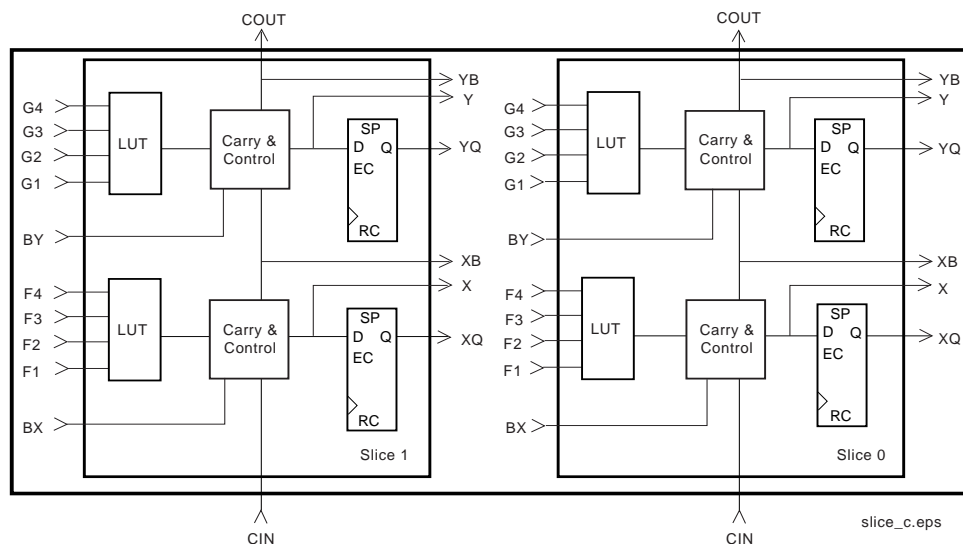 COUT
YB
Y
G4
G3
G2
G1
LUT
Carry &
Control
SP
D Q
EC
RC
YQ
BY
XB
X
F4
F3
F2
F1
LUT
Carry &
Control
SP
D Q
EC
RC
XQ
BX
Slice 1
CIN
COUT
YB
Y
G4
G3
G2
G1
LUT
Carry &
Control
SP
D Q
EC
RC
YQ
BY
XB
X
F4
F3
F2
F1
LUT
Carry &
Control
SP
D Q
EC
RC
XQ
BX
Slice 0
CIN
slice_c.eps